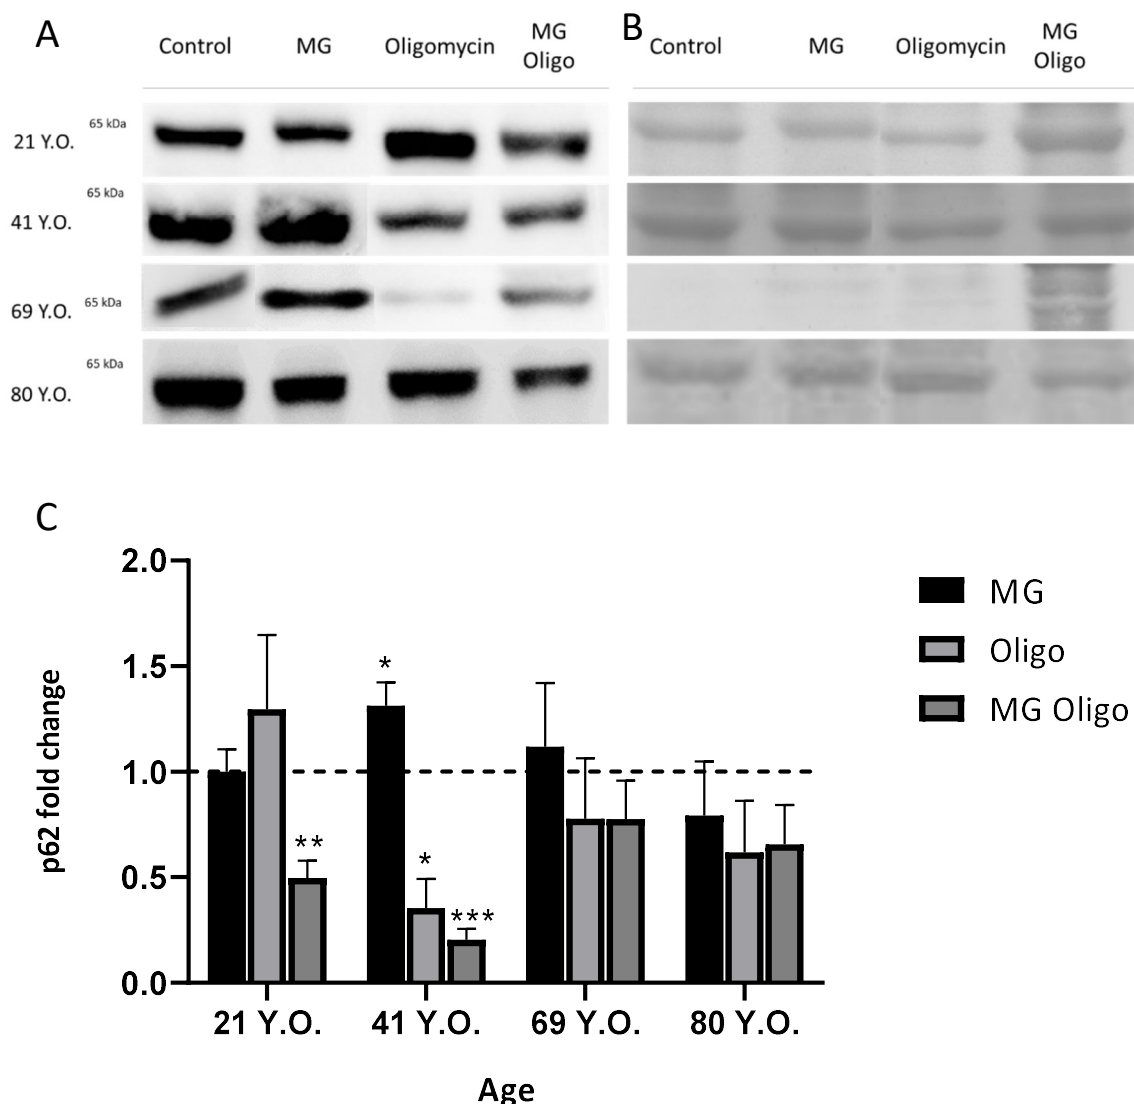 A
Control MG Oligomycin MG
Oligo
B
Control MG Oligomycin MG
Oligo
21 Y.O. 65 kDa
41 Y.O. 65 kDa
69 Y.O. 65 kDa
80 Y.O. 65 kDa
C
p62 fold change
2.0
1.5
1.0
0.5
0.0
**
*
*
***
21 Y.O. 41 Y.O. 69 Y.O. 80 Y.O.
Age
MG
Oligo
MG Oligo